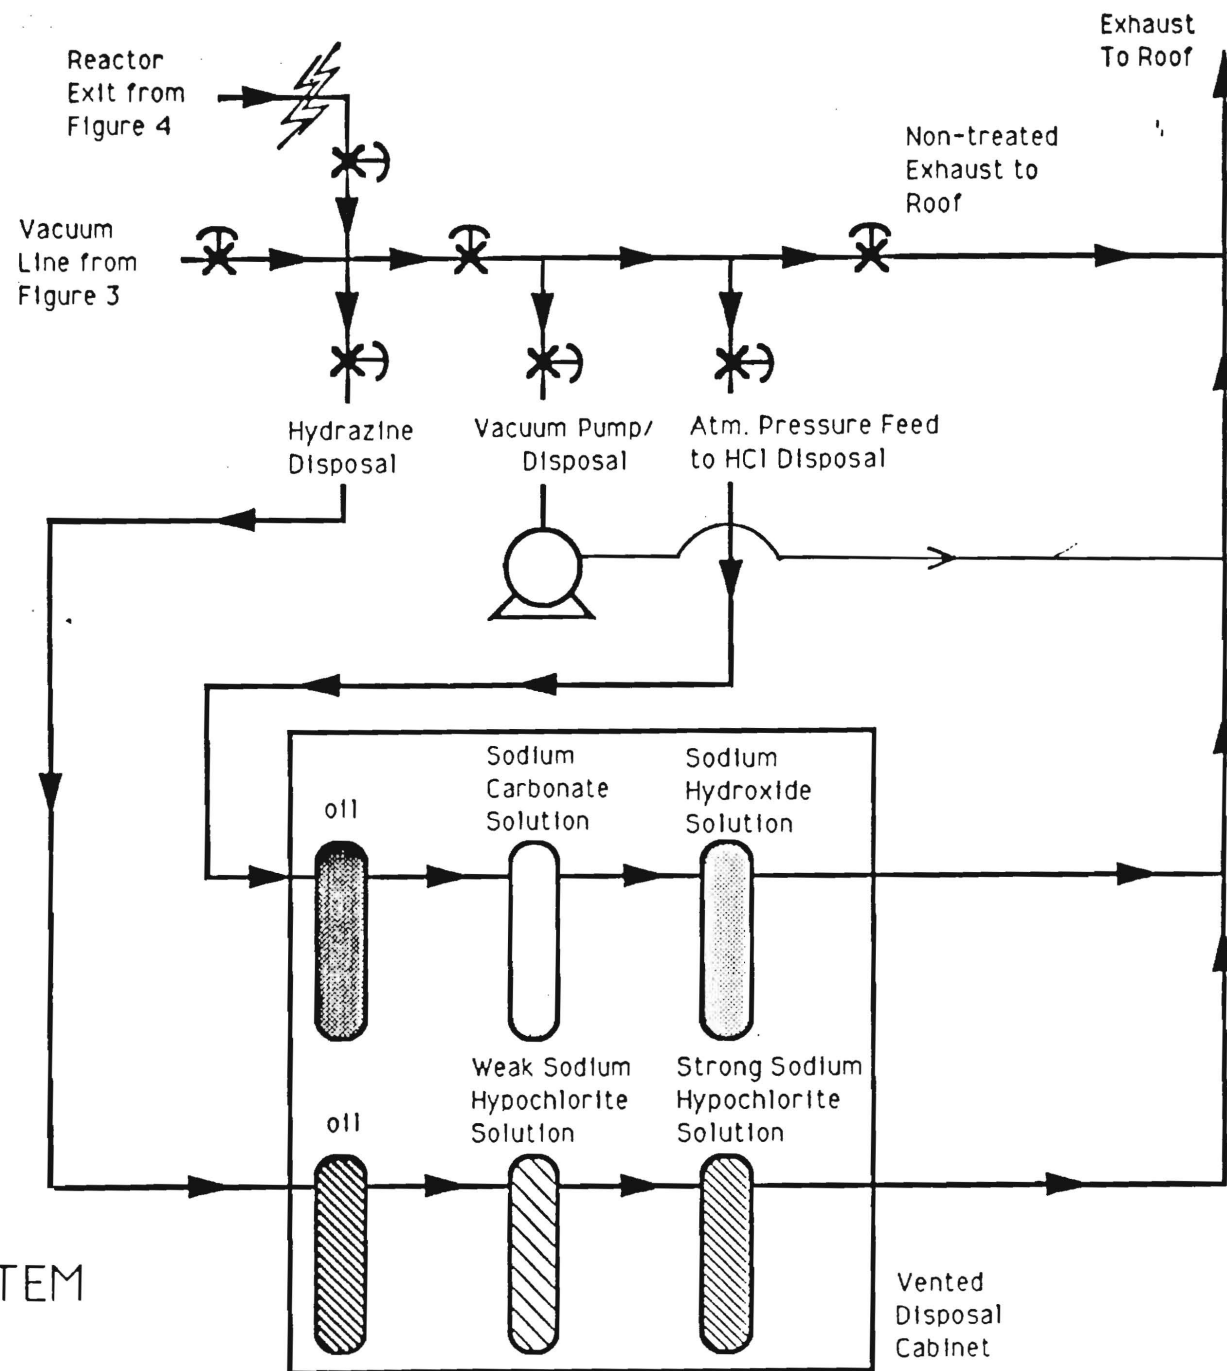 Exhaust
To Roof
Reactor
Exit from
Figure 4
Non-treated
Exhaust to
Roof
Vacuum
Line from
Figure 3
Hydrazine
Disposal
Vacuum Pump/
Disposal
Atm. Pressure Feed
to HCl Disposal
oil
Sodium
Carbonate
Solution
Sodium
Hydroxide
Solution
oil
Weak Sodium
Hypochlorite
Solution
Strong Sodium
Hypochlorite
Solution
TEM
Vented
Disposal
Cabinet